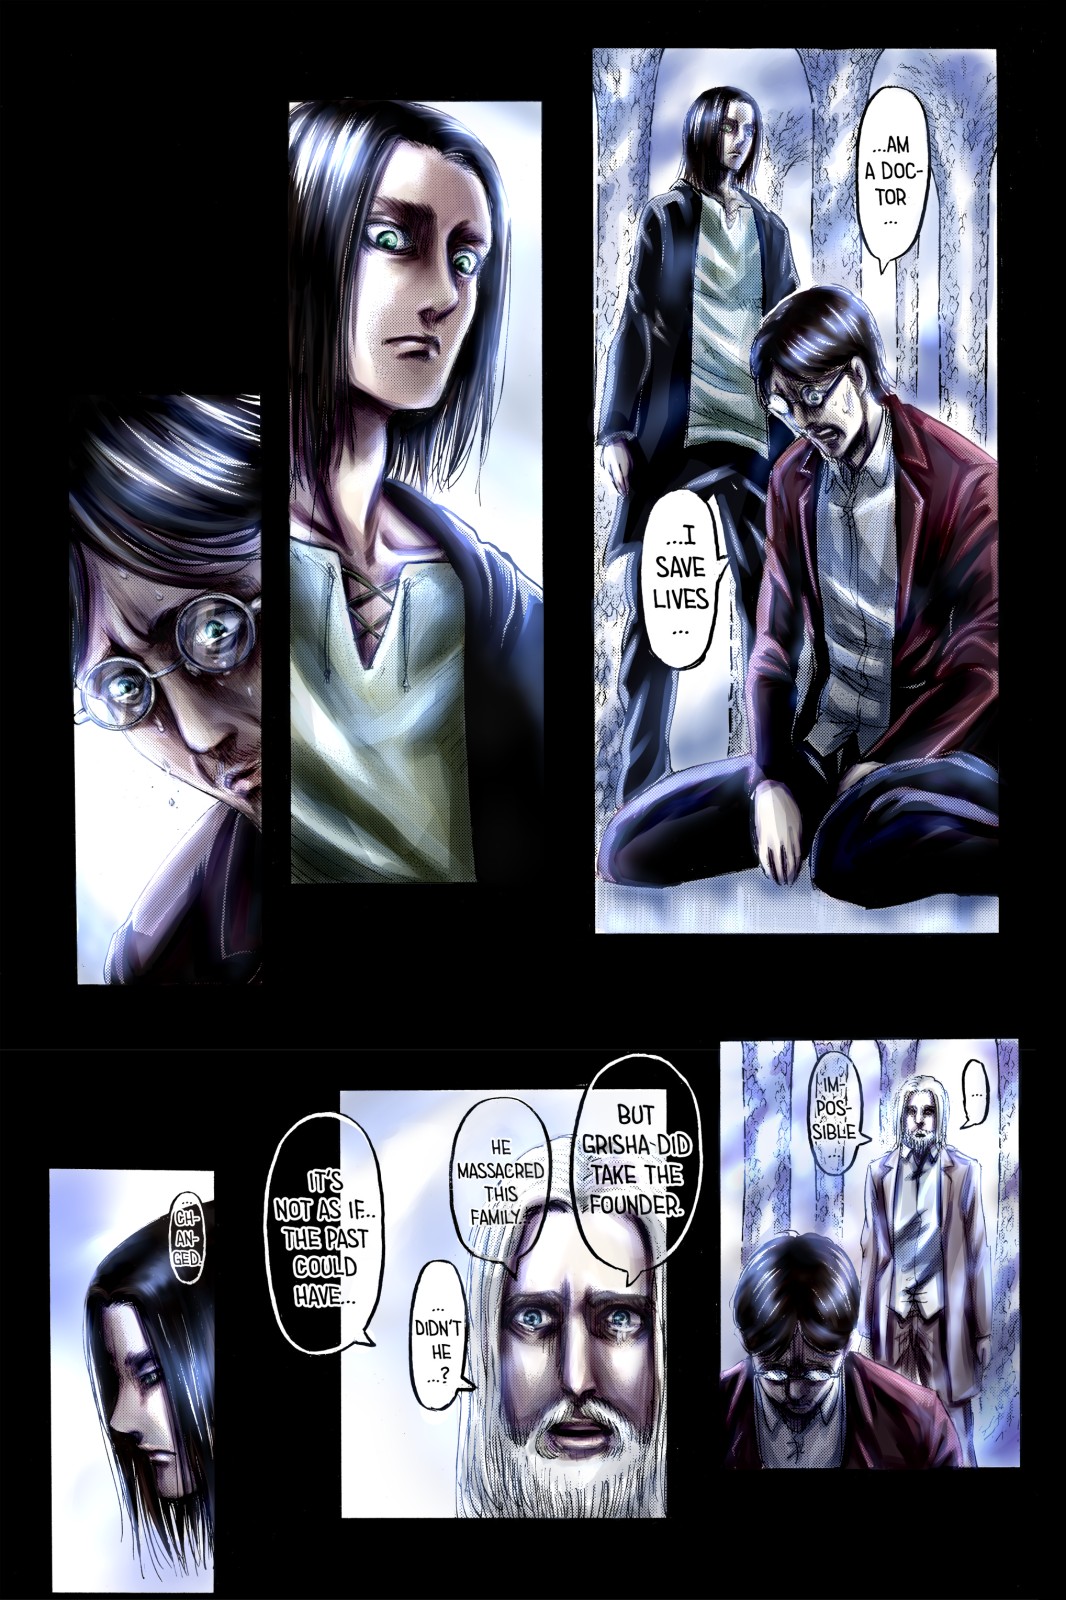 ...AM
A DOC-
TOR
...
...I
SAVE
LIVES
...
...
IM-
POS-
SIBLE
...
BUT
GRISHA DID
TAKE THE
FOUNDER.
HE
MASSACRED
THIS
FAMILY...
...
DIDN'T
HE
...?
IT'S
NOT AS IF...
THE PAST
COULD
HAVE...
...
CH-
AN-
GED.